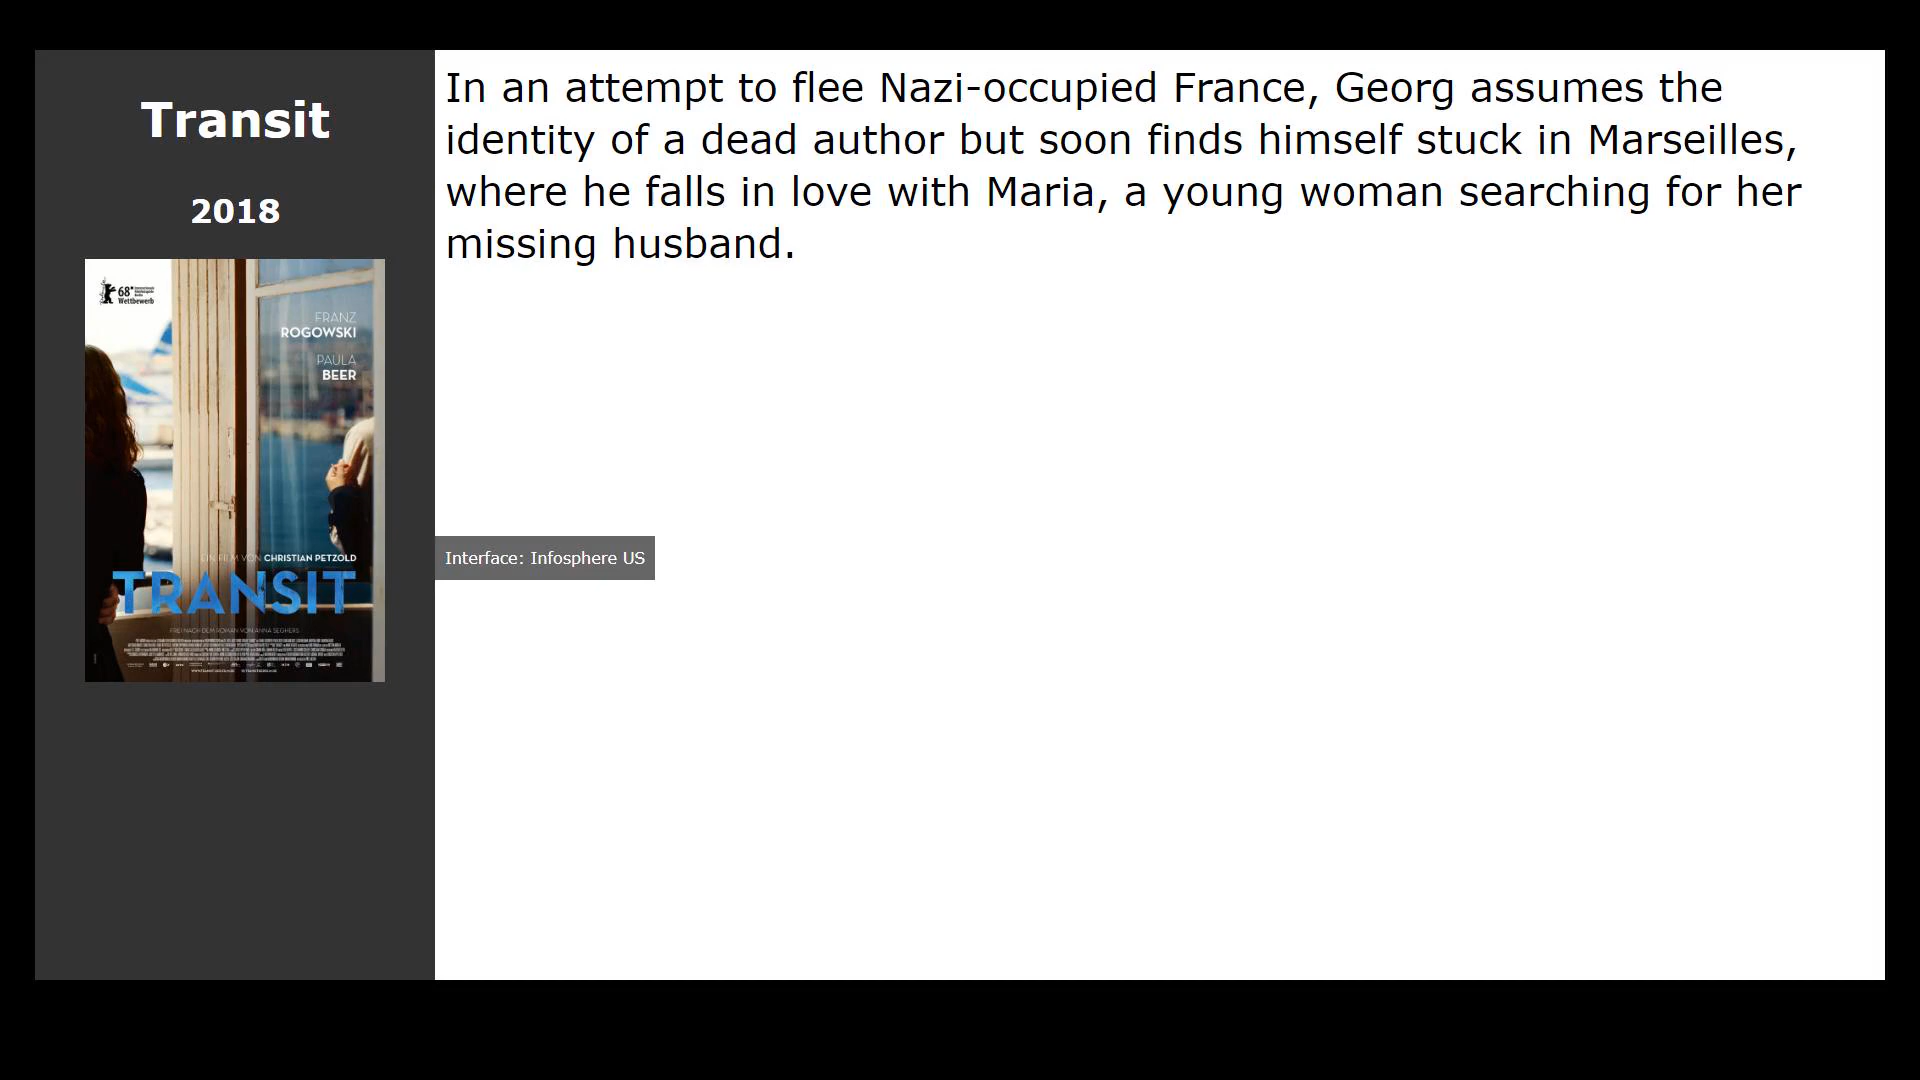 Transit
2018
68
Wettbewerb
FRANZ
ROGOWSKI
PAULA
BEER
EIN FILM VON CHRISTIAN PETZOLD
TRANSIT
FREI NACH DEM ROMAN VON ANNA SEGHERS
In an attempt to flee Nazi-occupied France, Georg assumes the
identity of a dead author but soon finds himself stuck in Marseilles,
where he falls in love with Maria, a young woman searching for her
missing husband.
Interface: Infosphere US